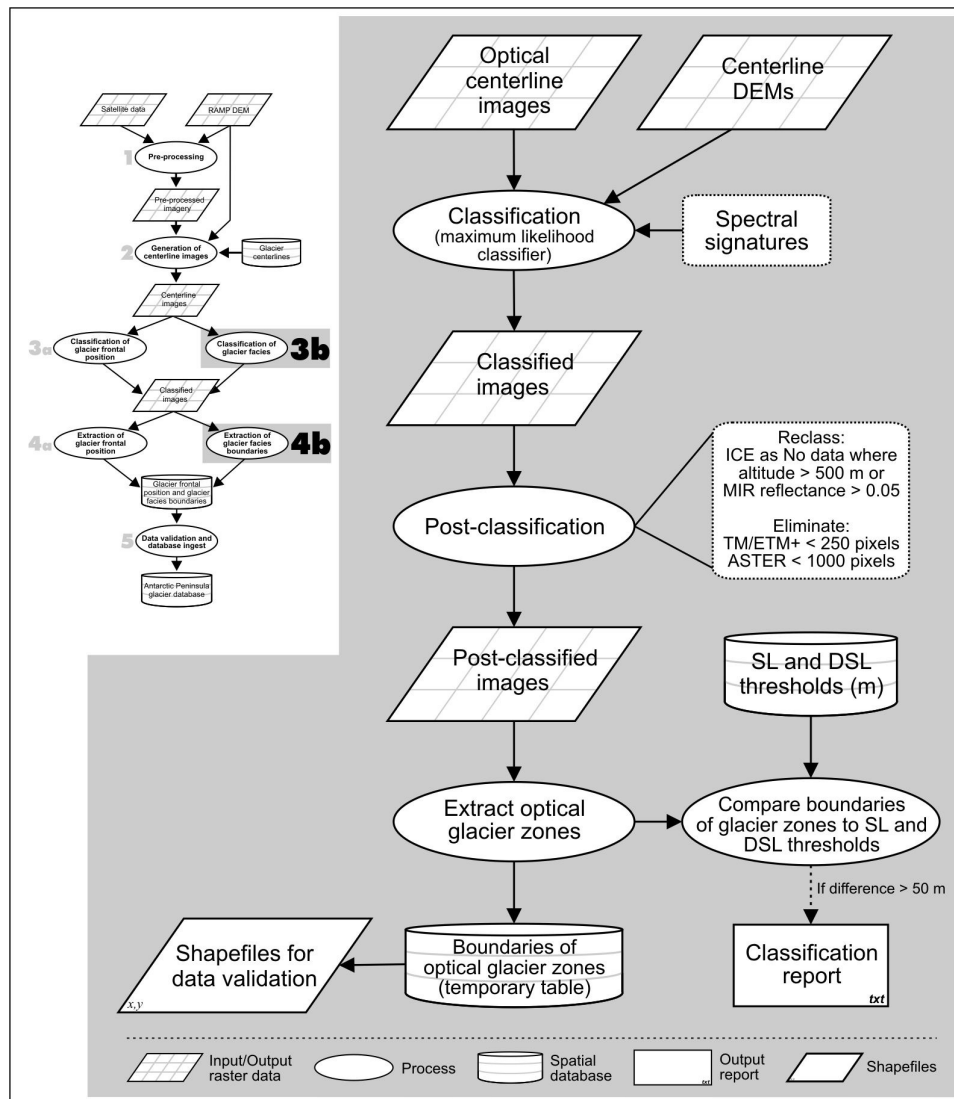 Satellite data
RAMP DEM
1
Pre-processing
Pre-processed
imagery
2
Generation of
centerline images
Glacier
centerlines
Centerline
images
3a
Classification of
glacier frontal
position
Classification of
glacier facies
3b
Classified
images
4a
Extraction of
glacier frontal
position
Extraction of
glacier facies
boundaries
4b
Glacier frontal
position and glacier
facies boundaries
5
Data validation and
database ingest
Antarctic Peninsula
glacier database
Optical
centerline
images
Centerline
DEMs
Classification
(maximum likelihood
classifier)
Spectral
signatures
Classified
images
Post-classification
Reclass:
ICE as No data where
altitude > 500 m or
MIR reflectance > 0.05
Eliminate:
TM/ETM+ < 250 pixels
ASTER < 1000 pixels
Post-classified
images
SL and DSL
thresholds (m)
Extract optical
glacier zones
Compare boundaries
of glacier zones to SL and
DSL thresholds
If difference > 50 m
Shapefiles for
data validation
x,y
Boundaries of
optical glacier zones
(temporary table)
Classification
report
txt
Input/Output
raster data
Process
Spatial
database
txt
Output
report
Shapefiles